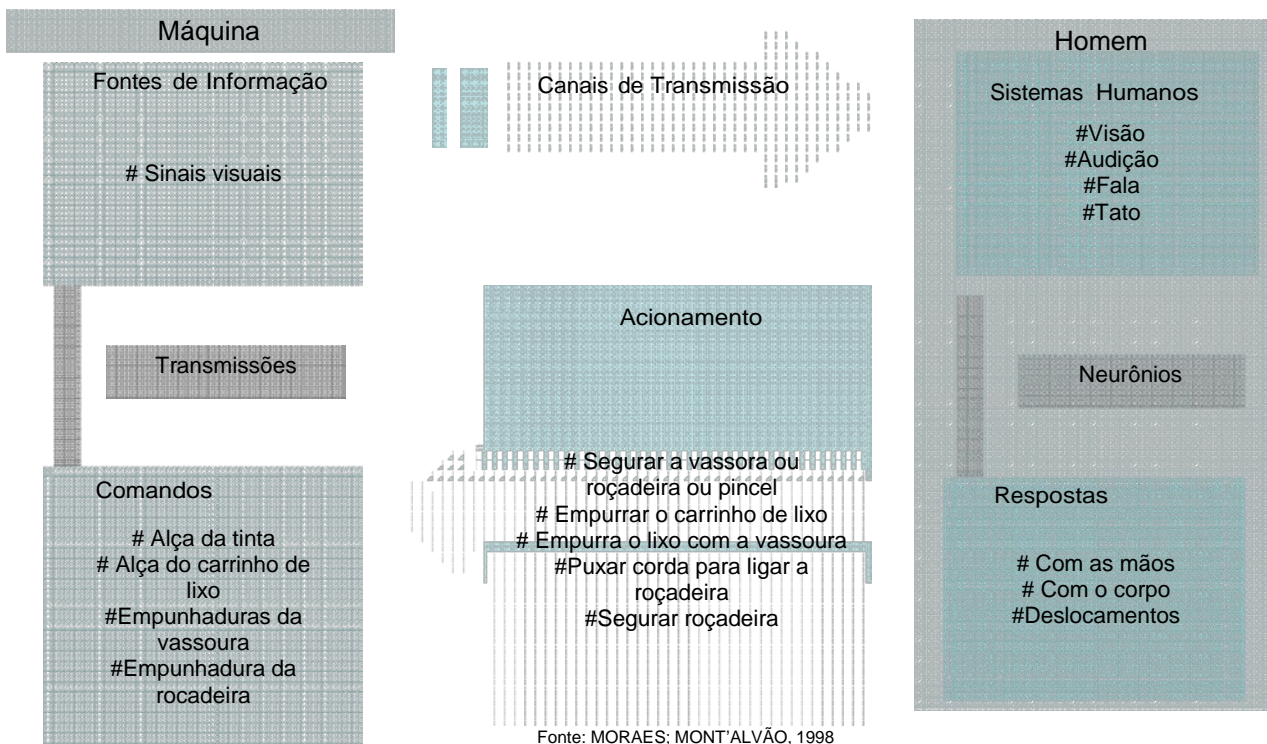 Máquina
Fontes de Informação
# Sinais visuais
Transmissões
Comandos
# Alça da tinta
# Alça do carrinho de
lixo
#Empunhaduras da
vassoura
#Empunhadura da
rocadeira
Canais de Transmissão
Acionamento
# Segurar a vassora ou
roçadeira ou pincel
# Empurrar o carrinho de lixo
# Empurra o lixo com a vassoura
#Puxar corda para ligar a
roçadeira
#Segurar roçadeira
Homem
Sistemas Humanos
#Visão
#Audição
#Fala
#Tato
Neurônios
Respostas
# Com as mãos
# Com o corpo
#Deslocamentos
Fonte: MORAES; MONT'ALVÃO, 1998